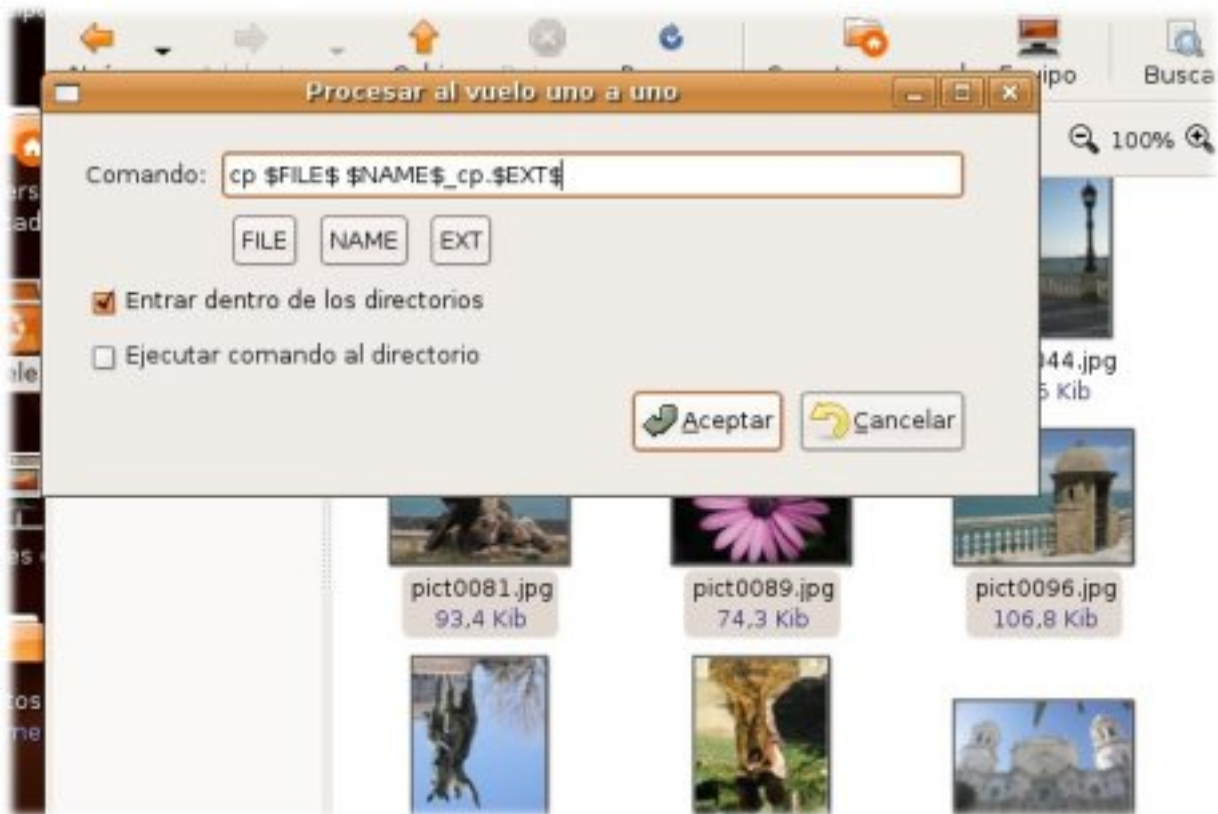 Procesar al vuelo uno a uno
Busca
100%
Comando: cp $FILE$ $NAME$_cp.$EXT$
FILE NAME EXT
Entrar dentro de los directorios
Ejecutar comando al directorio
44.jpg
Kib
Aceptar Cancelar
pict0081.jpg pict0089.jpg pict0096.jpg
93,4 Kib 74,3 Kib 106,8 Kib